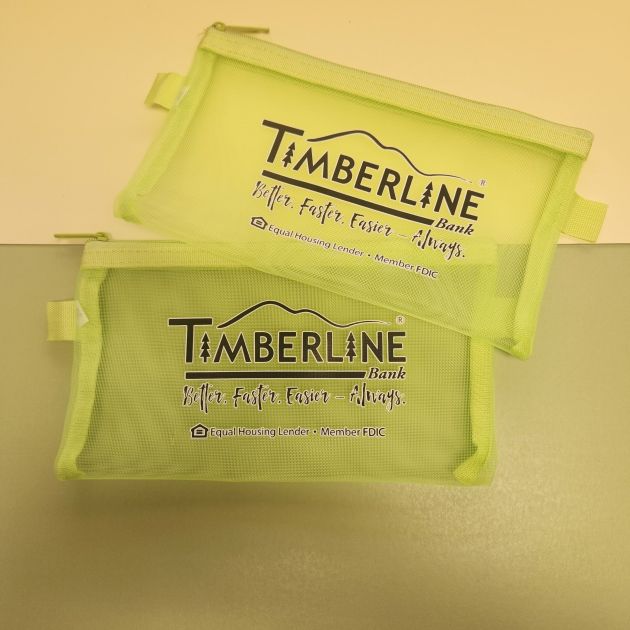 TIMBERLINE ®
Bank
Better. Faster. Easier – Always.
Equal Housing Lender • Member FDIC
TIMBERLINE ®
Bank
Better. Faster. Easier – Always.
Equal Housing Lender • Member FDIC